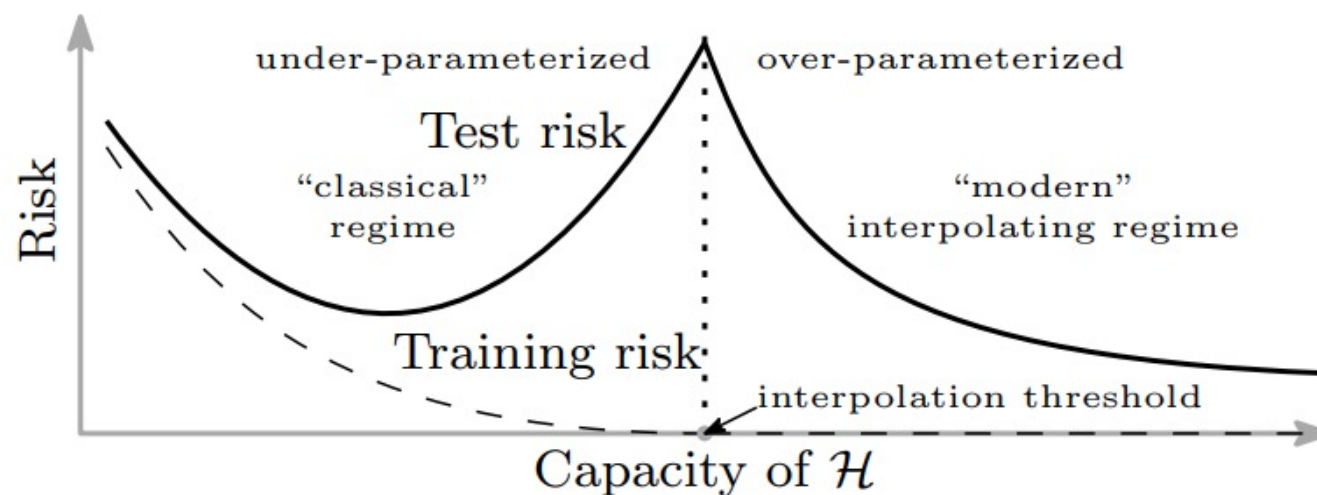 under-parameterized
over-parameterized
Test risk
“classical”
regime
“modern”
interpolating regime
Risk
Training risk
interpolation threshold
Capacity of ℋ